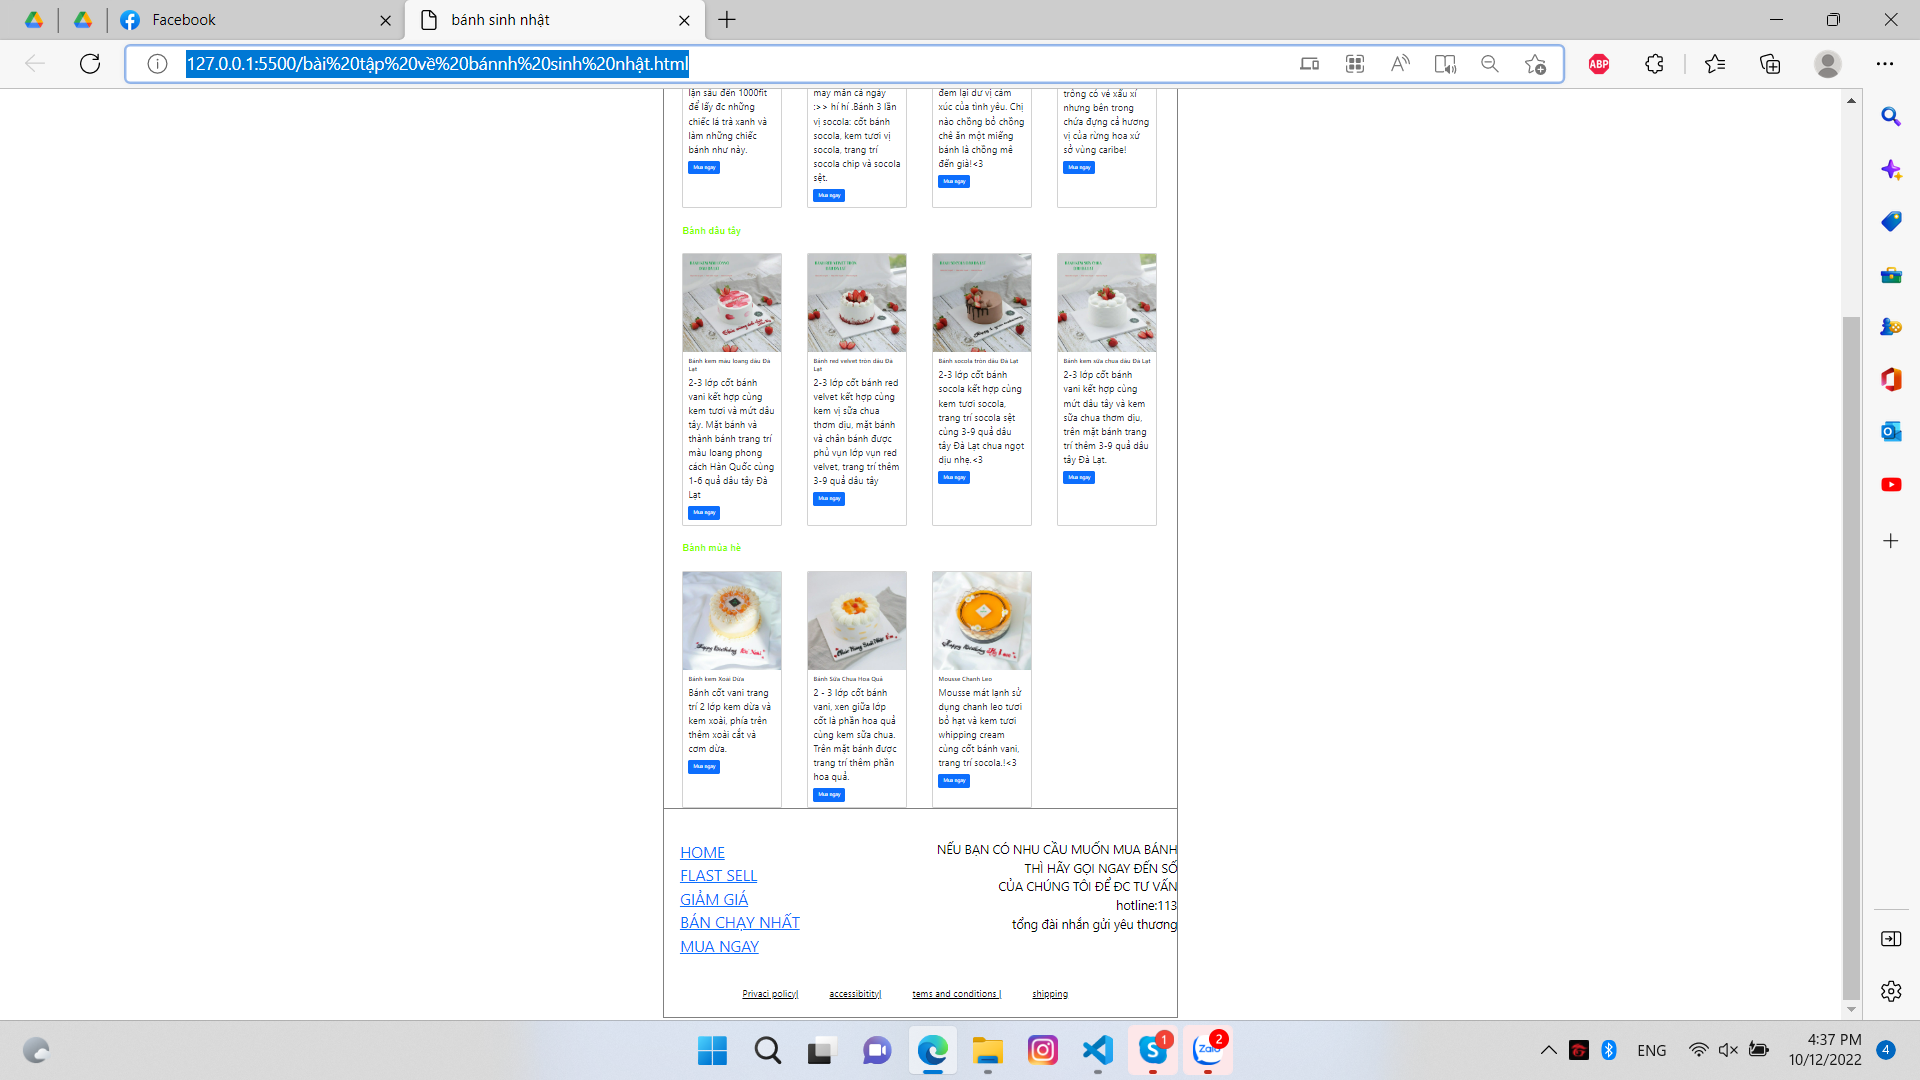 Facebook
bánh sinh nhật
127.0.0.1:5500/bài%20tập%20về%20bánnh%20sinh%20nhật.html
ABP
lặn sâu đến 1000fit
để lấy đc những
chiếc lá trà xanh và
làm những chiếc
bánh như này.
Mua ngay
may mắn cả ngày
:>> hí hí .Bánh 3 lần
vị socola: cốt bánh
socola, kem tươi vị
socola, trang trí
socola chip và socola
sệt.
Mua ngay
đem lại dư vị cảm
xúc của tình yêu. Chị
nào chồng bỏ chồng
chê ăn một miếng
bánh là chồng mê
đến già!<3
Mua ngay
trông có vẻ xấu xí
nhưng bên trong
chứa đựng cả hương
vị của rừng hoa xứ
sở vùng caribe!
Mua ngay
Bánh dâu tây
Bánh kem màu loang dâu Đà
Lạt
2-3 lớp cốt bánh
vani kết hợp cùng
kem tươi và mứt dâu
tây. Mặt bánh và
thành bánh trang trí
màu loang phong
cách Hàn Quốc cùng
1-6 quả dâu tây Đà
Lạt
Mua ngay
Bánh red velvet tròn dâu Đà
Lạt
2-3 lớp cốt bánh red
velvet kết hợp cùng
kem vị sữa chua
thơm dịu, mặt bánh
và chân bánh được
phủ vụn lớp vụn red
velvet, trang trí thêm
3-9 quả dâu tây
Mua ngay
Bánh socola tròn dâu Đà Lạt
2-3 lớp cốt bánh
socola kết hợp cùng
kem tươi socola,
trang trí socola sệt
cùng 3-9 quả dâu
tây Đà Lạt chua ngọt
dịu nhẹ.<3
Mua ngay
Bánh kem sữa chua dâu Đà Lạt
2-3 lớp cốt bánh
vani kết hợp cùng
mứt dâu tây và kem
sữa chua thơm dịu,
trên mặt bánh trang
trí thêm 3-9 quả dâu
tây Đà Lạt.
Mua ngay
Bánh mùa hè
Happy Birthday
Happy Birthday
Bánh kem Xoài Dừa
Bánh cốt vani trang
trí 2 lớp kem dừa và
kem xoài, phía trên
thêm xoài cắt và
cơm dừa.
Mua ngay
Bánh Sữa Chua Hoa Quả
2 - 3 lớp cốt bánh
vani, xen giữa lớp
cốt là phần hoa quả
cùng kem sữa chua.
Trên mặt bánh được
trang trí thêm phần
hoa quả.
Mua ngay
Mousse Chanh Leo
Mousse mát lạnh sử
dụng chanh leo tươi
bỏ hạt và kem tươi
whipping cream
cùng cốt bánh vani,
trang trí socola.!<3
Mua ngay
HOME
FLAST SELL
GIẢM GIÁ
BÁN CHẠY NHẤT
MUA NGAY
NẾU BẠN CÓ NHU CẦU MUỐN MUA BÁNH
THÌ HÃY GỌI NGAY ĐẾN SỐ
CỦA CHÚNG TÔI ĐỂ ĐC TƯ VẤN
hotline:113
tổng đài nhắn gửi yêu thương
Privaci policy|
accessibitity|
tems and conditions |
shipping
1
Zalo
2
ENG
4:37 PM
10/12/2022
4